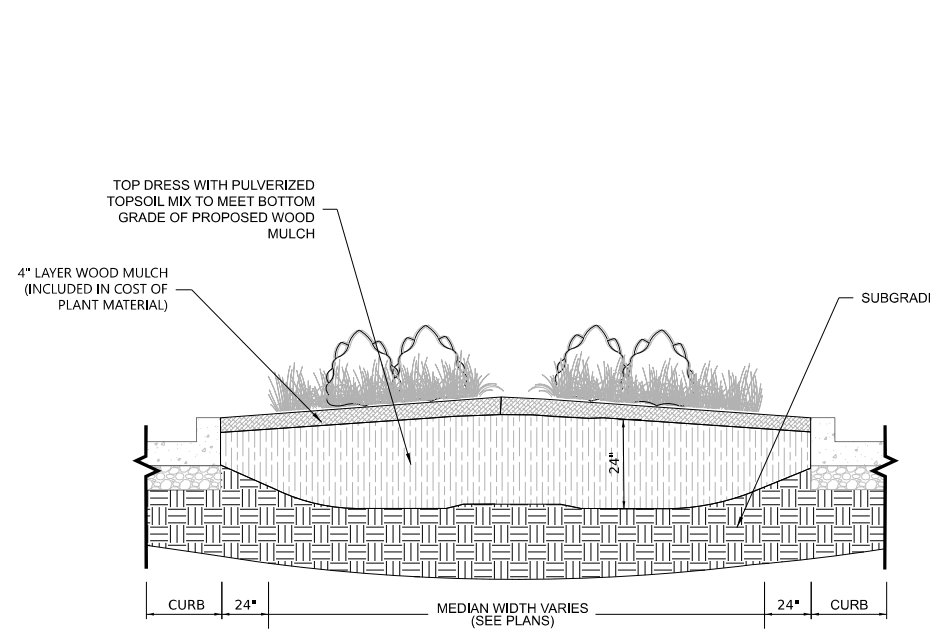 TOP DRESS WITH PULVERIZED
TOPSOIL MIX TO MEET BOTTOM
GRADE OF PROPOSED WOOD
MULCH
4" LAYER WOOD MULCH
(INCLUDED IN COST OF
PLANT MATERIAL)
SUBGRADE
24"
CURB
24"
MEDIAN WIDTH VARIES
(SEE PLANS)
24"
CURB